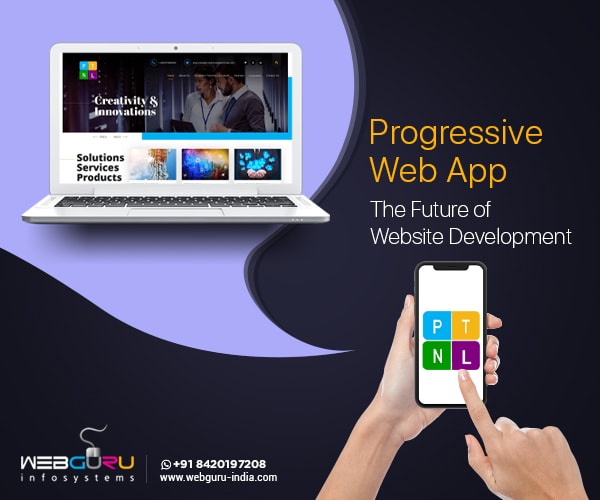 P T
N L
Creativity &
Innovations
Solutions
Services
Products
Progressive
Web App
The Future of
Website Development
P T
N L
WEBGURU
infosystems
+91 8420197208
www.webguru-india.com